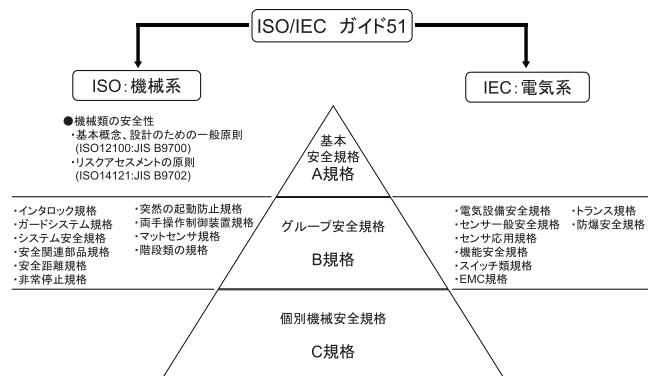 ISO/IEC ガイド51
ISO:機械系
IEC:電気系
●機械類の安全性
・基本概念、設計のための一般原則
(ISO12100:JIS B9700)
・リスクアセスメントの原則
(ISO14121:JIS B9702)
基本
安全規格
A規格
・インタロック規格
・ガードシステム規格
・システム安全規格
・安全関連部品規格
・安全距離規格
・非常停止規格
・突然の起動防止規格
・両手操作制御装置規格
・マットセンサ規格
・階段類の規格
グループ安全規格
B規格
・電気設備安全規格
・センサ一般安全規格
・センサ応用規格
・機能安全規格
・スイッチ類規格
・EMC規格
・トランス規格
・防爆安全規格
個別機械安全規格
C規格